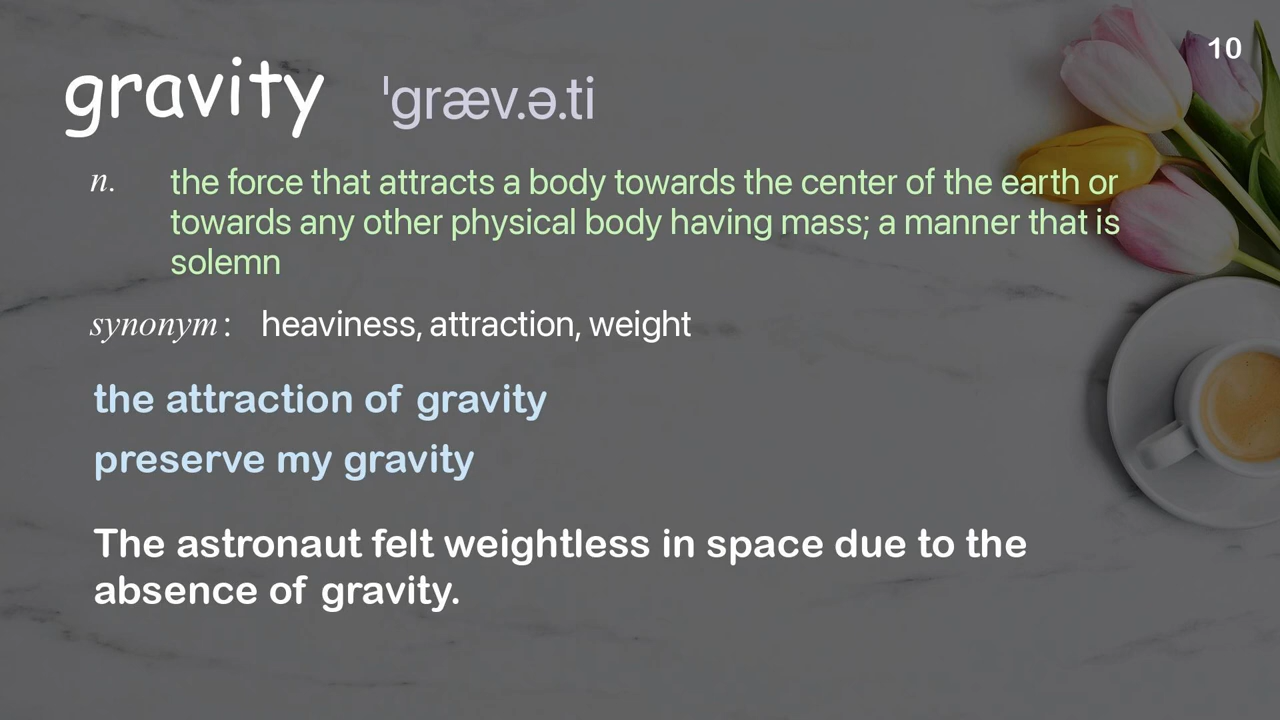 10
gravity ˈgræv.ə.ti
n. the force that attracts a body towards the center of the earth or
towards any other physical body having mass; a manner that is
solemn
synonym: heaviness, attraction, weight
the attraction of gravity
preserve my gravity
The astronaut felt weightless in space due to the
absence of gravity.